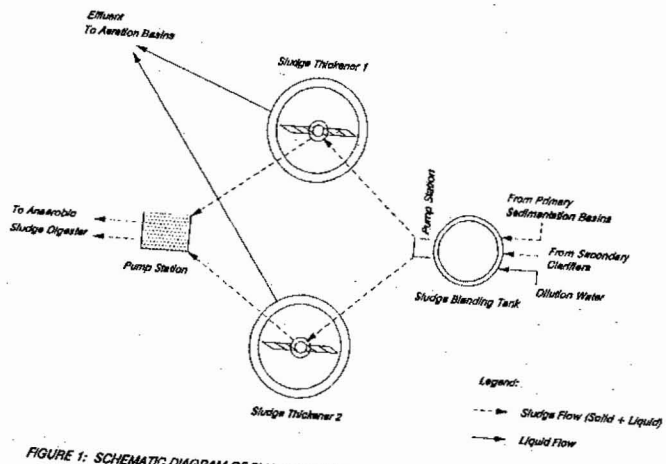 Effluent
To Aeration Basins
Sludge Thickener 1
To Anaerobic
Sludge Digester
Pump Station
Pump Station
From Primary
Sedimentation Basins
From Secondary
Clarifiers
Dilution Water
Sludge Blending Tank
Sludge Thickener 2
Legend:
Sludge Flow (Solid + Liquid)
Liquid Flow
FIGURE 1: SCHEMATIC DIAGRAM